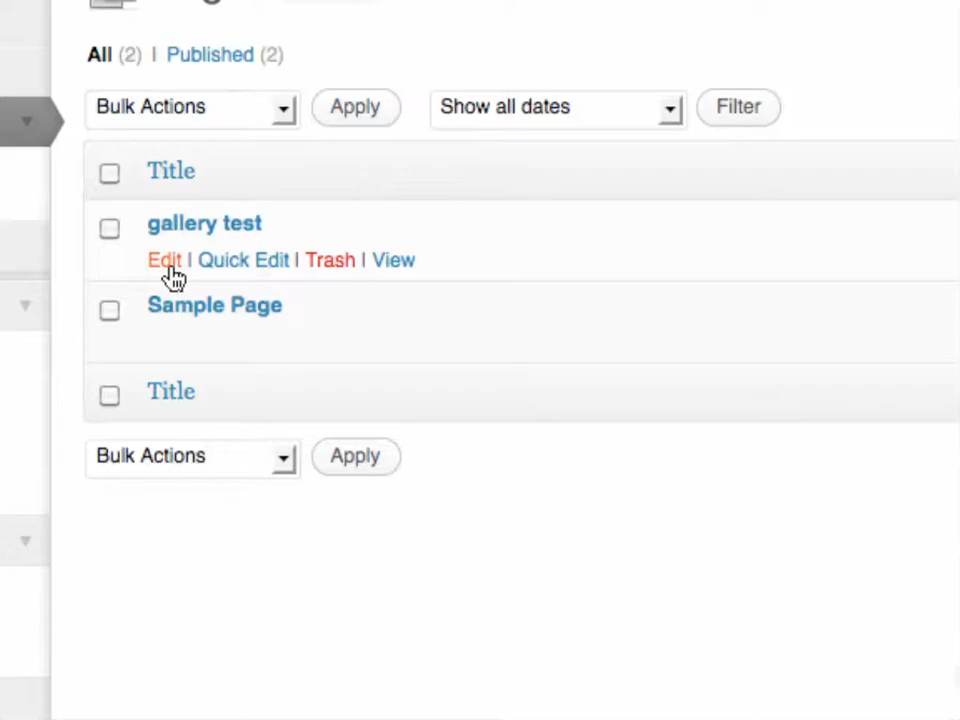 All (2) | Published (2)
Bulk Actions Apply Show all dates Filter
Title
gallery test
Edit | Quick Edit | Trash | View
Sample Page
Title
Bulk Actions Apply